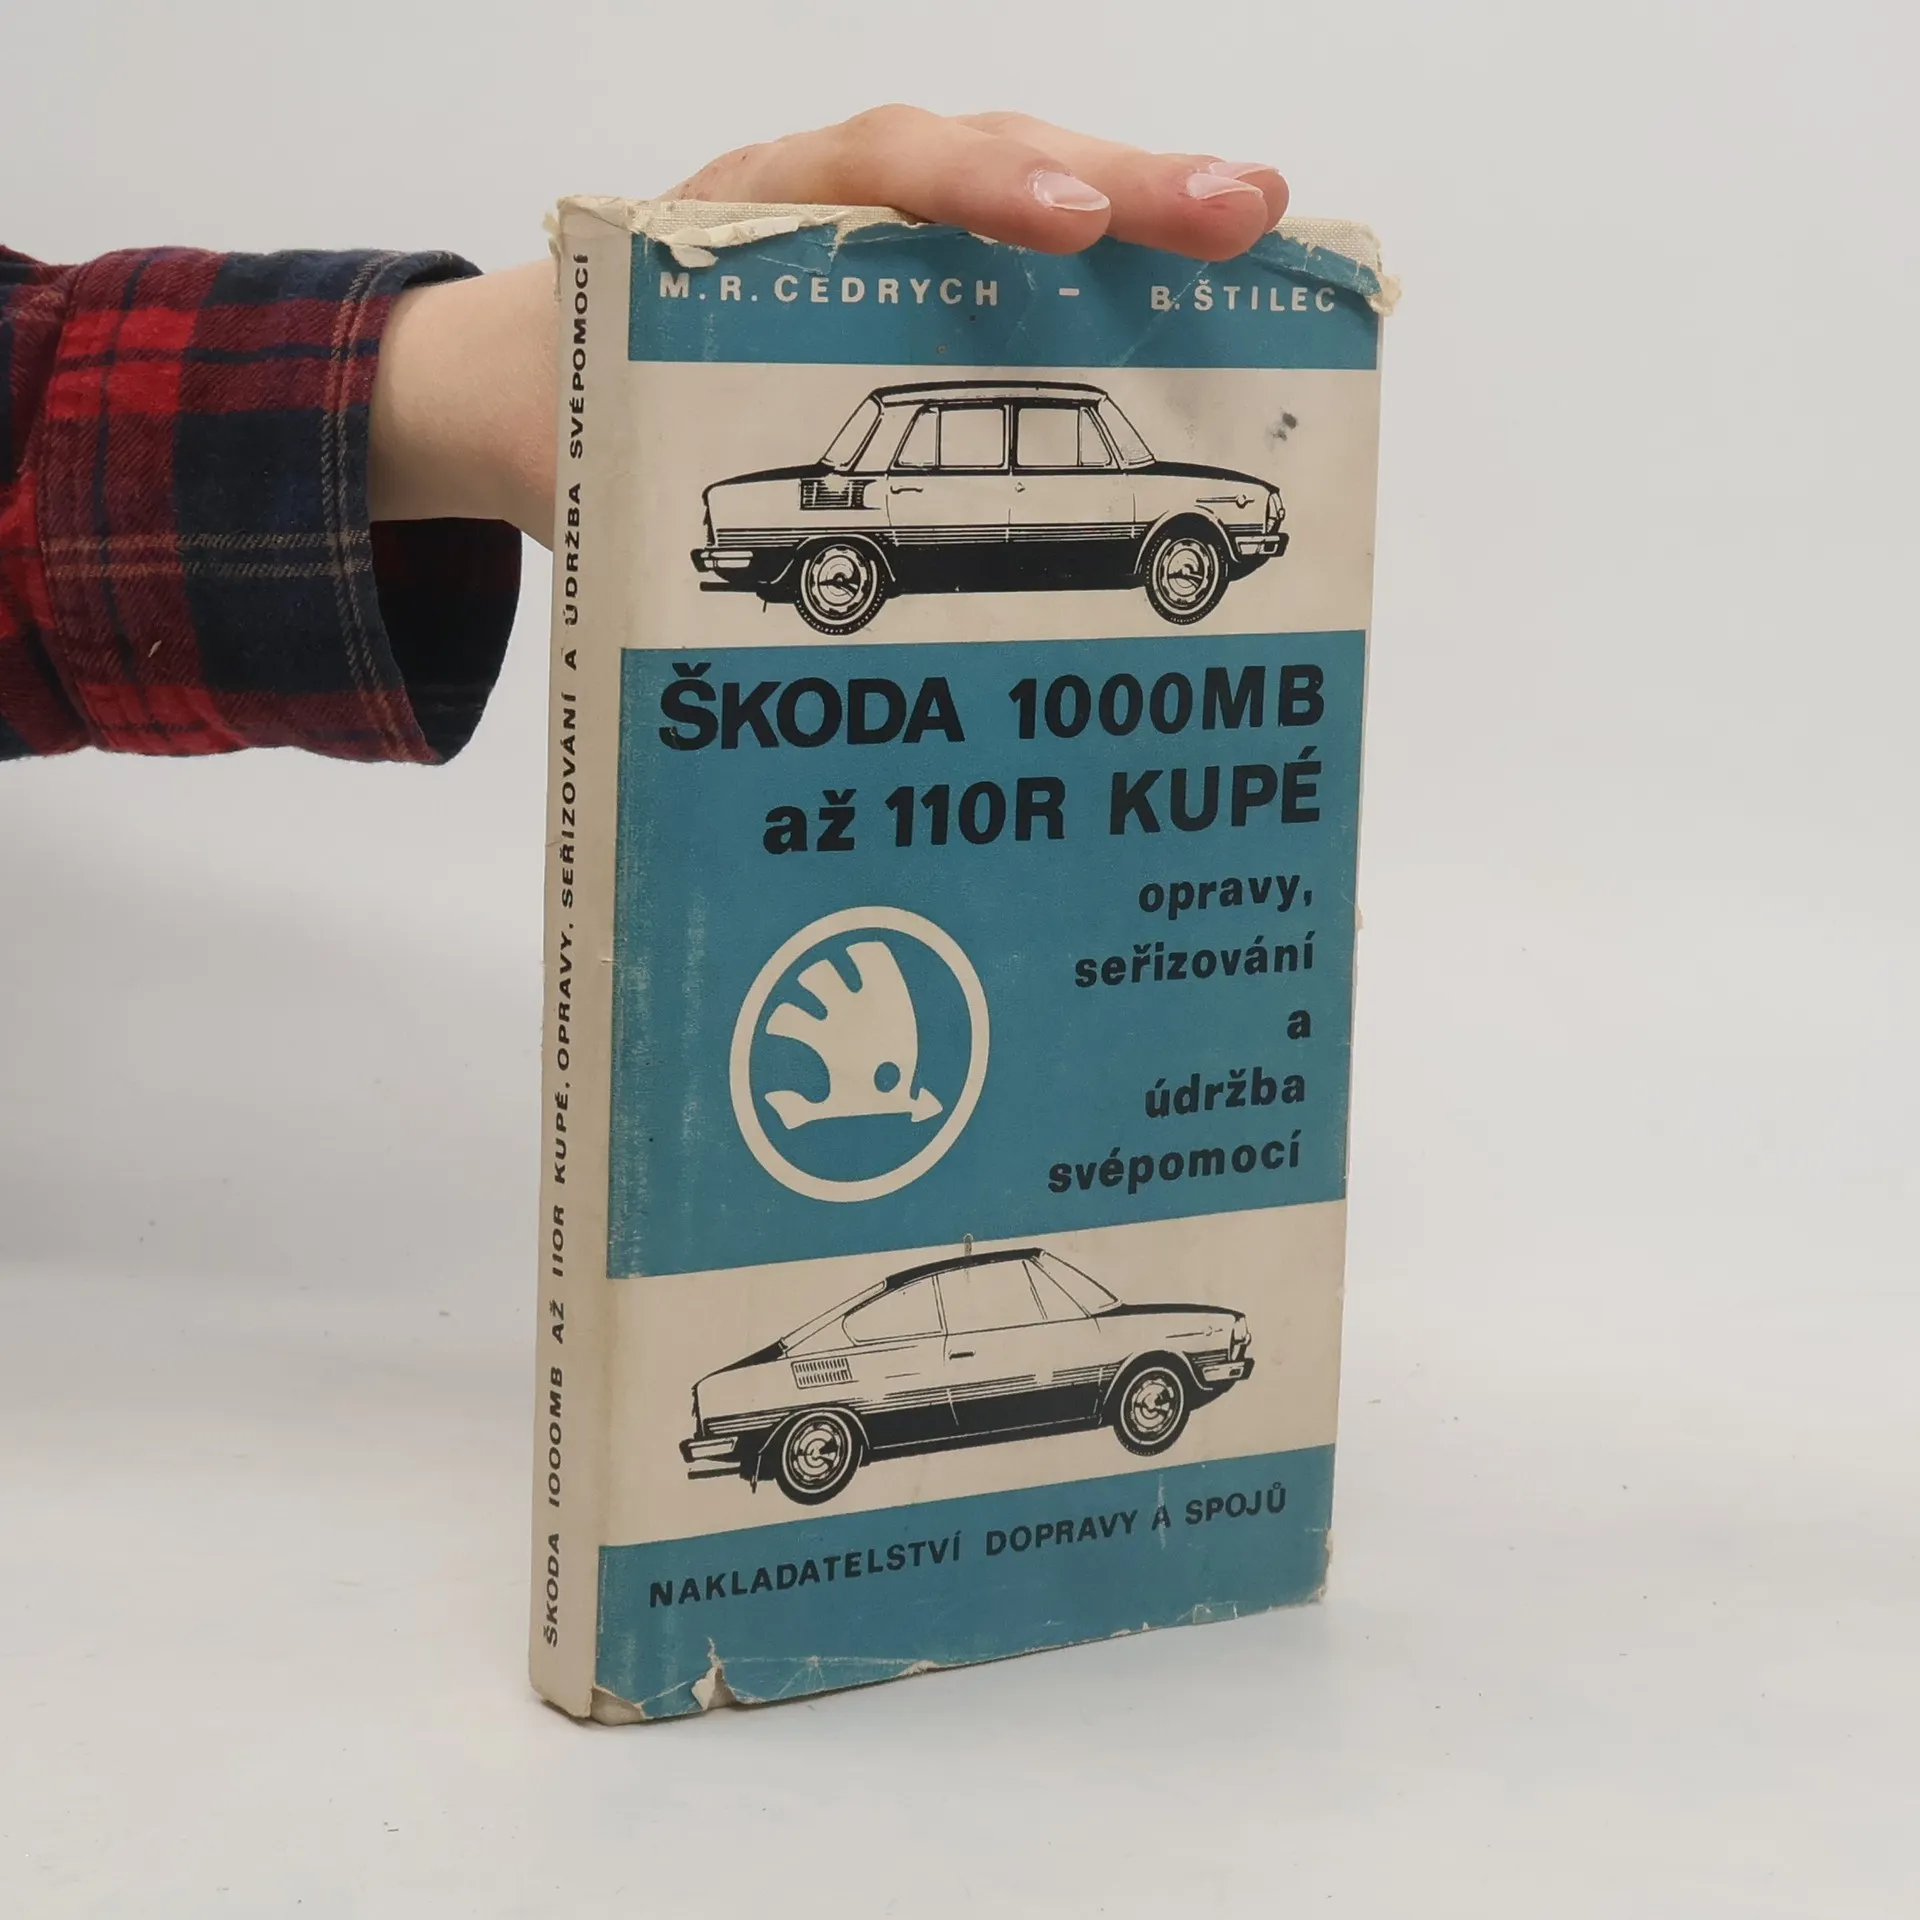 M. R. CEDRYCH - B. ŠTILEC
ŠKODA 1000MB
až 110R KUPÉ
opravy,
seřizování
a
údržba
svépomocí
NAKLADATELSTVÍ DOPRAVY A SPOJŮ
ŠKODA 1000MB AŽ 110R KUPÉ. OPRAVY, SEŘIZOVÁNÍ A ÚDRŽBA SVÉPOMOCÍ